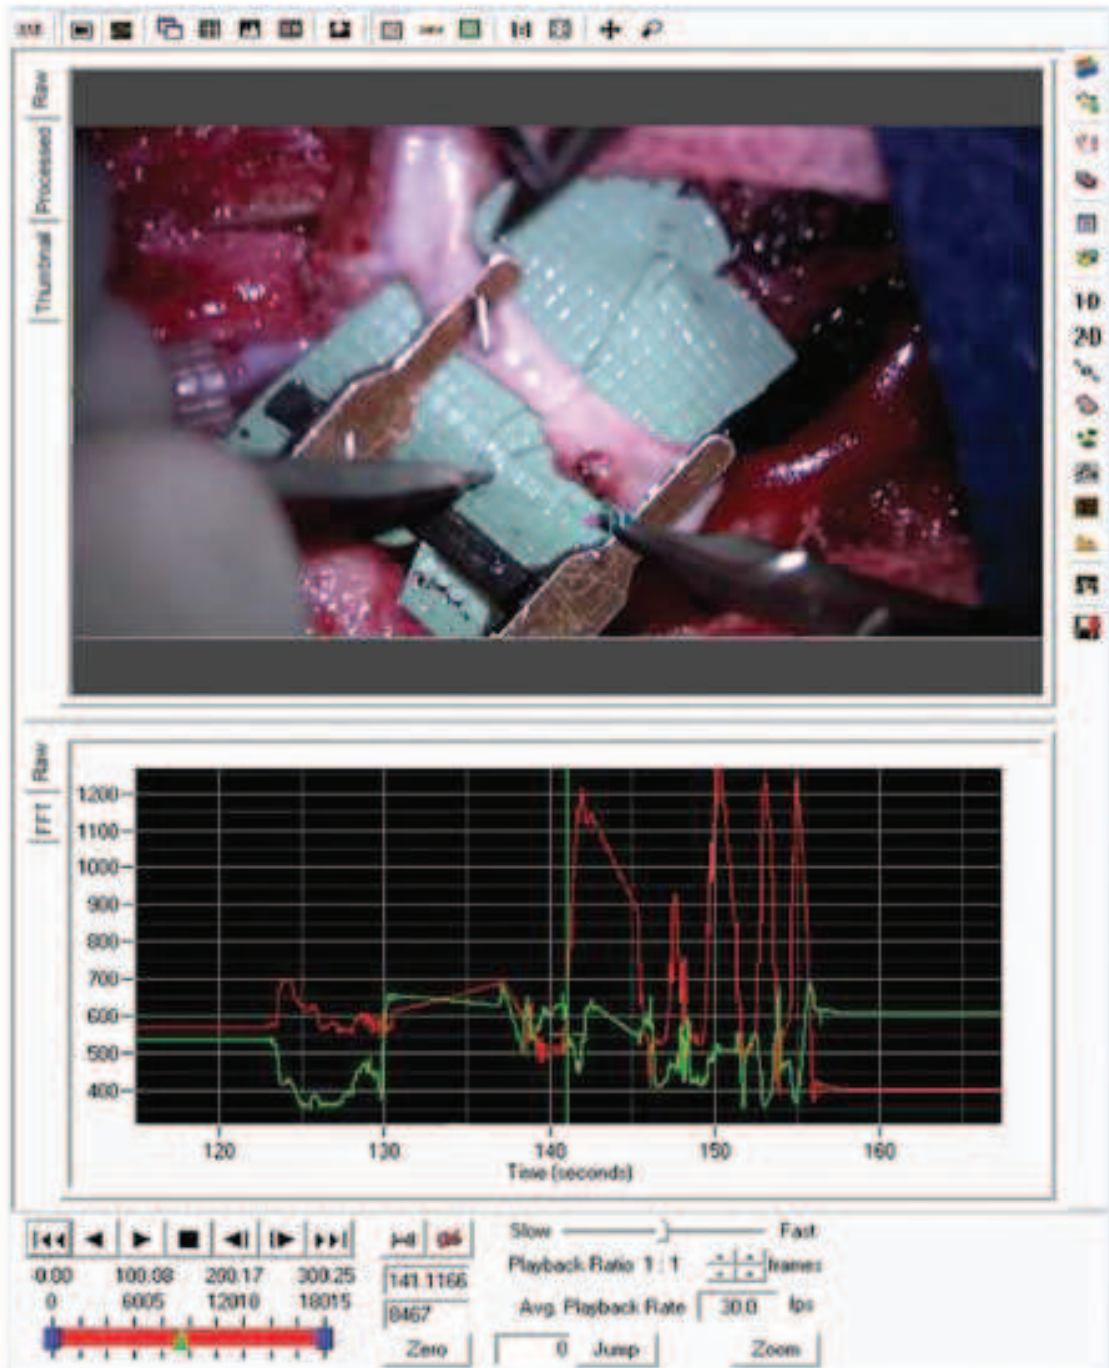 Raw
Processed
Thumbnail
1-D
2-D
Raw
FFT
1200
1100
1000
900
800
700
600
500
400
120 130 140 150 160
Time (seconds)
Slow Fast
Playback Ratio 1 : 1 frames
0.00 100.08 200.17 300.25 141.1166
0 6005 12010 18015 8467
Avg. Playback Rate 30.0 fps
Zero 0 Jump Zoom